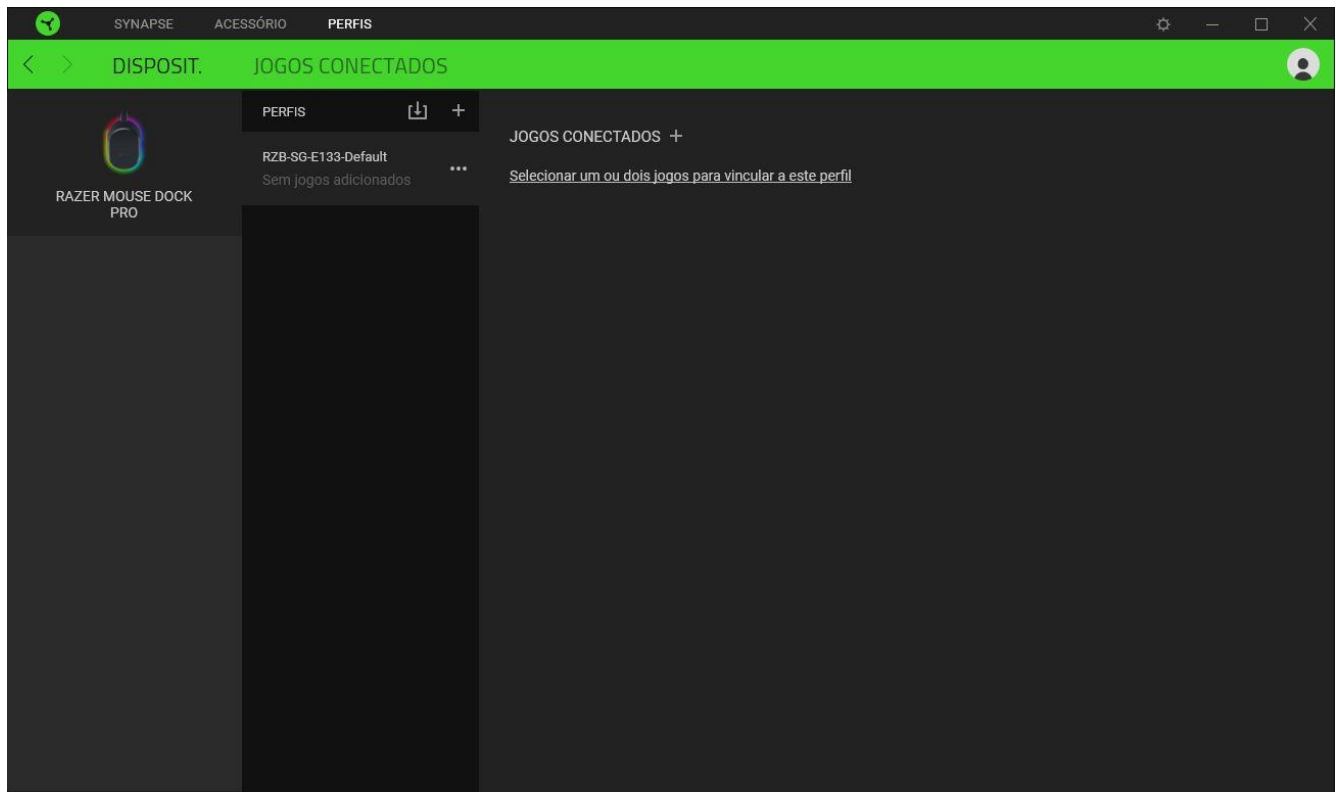 SYNAPSE ACESSÓRIO PERFIS
DISPOSIT. JOGOS CONECTADOS
RAZER MOUSE DOCK
PRO
PERFIS
RZB-SG-E133-Default
Sem jogos adicionados
JOGOS CONECTADOS +
Selecionar um ou dois jogos para vincular a este perfil